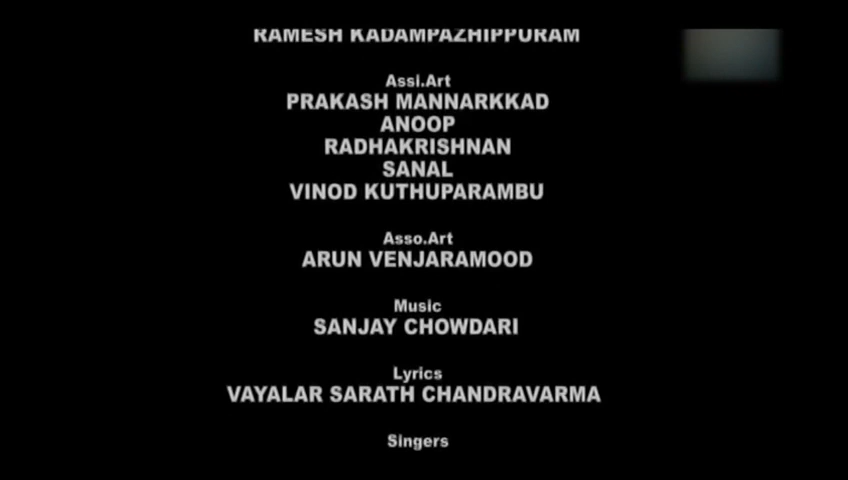 RAMESH KADAMPAZHIPPURAM
Assi.Art
PRAKASH MANNARKKAD
ANOOP
RADHAKRISHNAN
SANAL
VINOD KUTHUPARAMBU
Asso.Art
ARUN VENJARAMOOD
Music
SANJAY CHOWDARI
Lyrics
VAYALAR SARATH CHANDRAVARMA
Singers